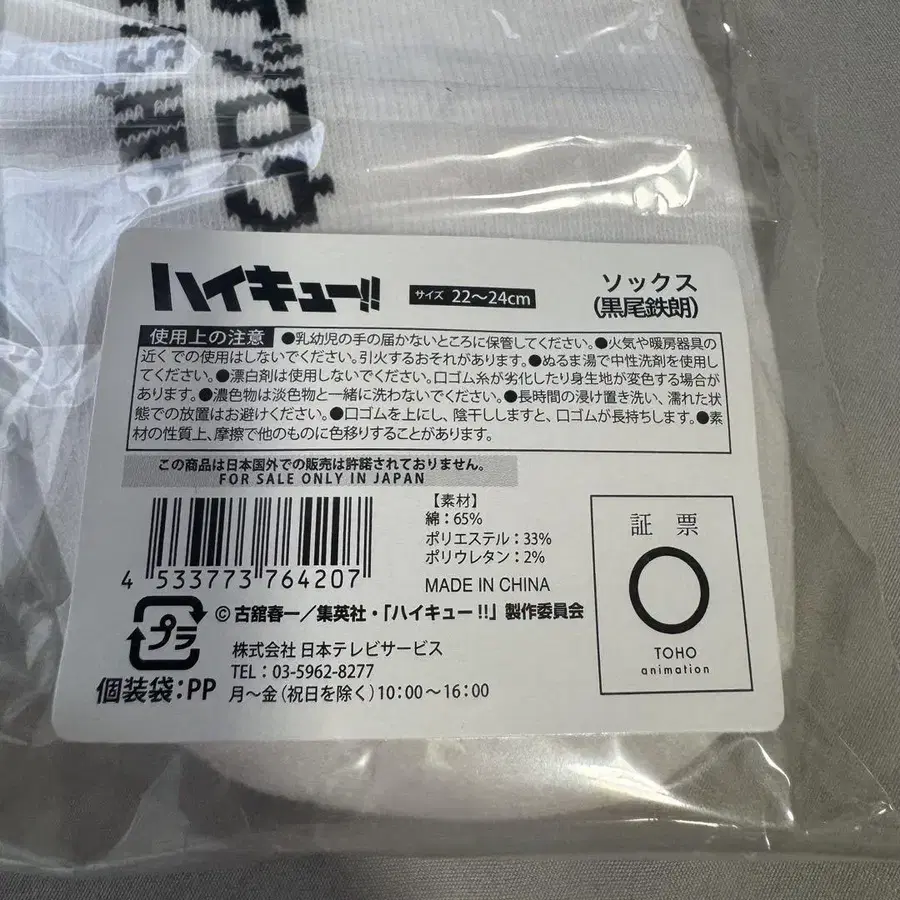 ハイキュー!!
サイズ 22〜24cm
ソックス
(黒尾鉄朗)
使用上の注意 ●乳幼児の手の届かないところに保管してください。●火気や暖房器具の
近くでの使用はしないでください。引火するおそれがあります。●ぬるま湯で中性洗剤を使用し
てください。●漂白剤は使用しないでください。口ゴム糸が劣化したり身生地が変色する場合が
あります。●濃色物は淡色物と一緒に洗わないでください。●長時間の浸け置き洗い、濡れた状
態での放置はお避けください。●口ゴムを上にし、陰干ししますと、口ゴムが長持ちします。●素
材の性質上、摩擦で他のものに色移りすることがあります。
この商品は日本国外での販売は許諾されておりません。
FOR SALE ONLY IN JAPAN
4 533773 764207
【素材】
綿:65%
ポリエステル:33%
ポリウレタン:2%
MADE IN CHINA
証票
TOHO
animation
©古舘春一/集英社・「ハイキュー!!」製作委員会
プラ
個装袋:PP
株式会社 日本テレビサービス
TEL:03-5962-8277
月〜金(祝日を除く)10:00〜16:00